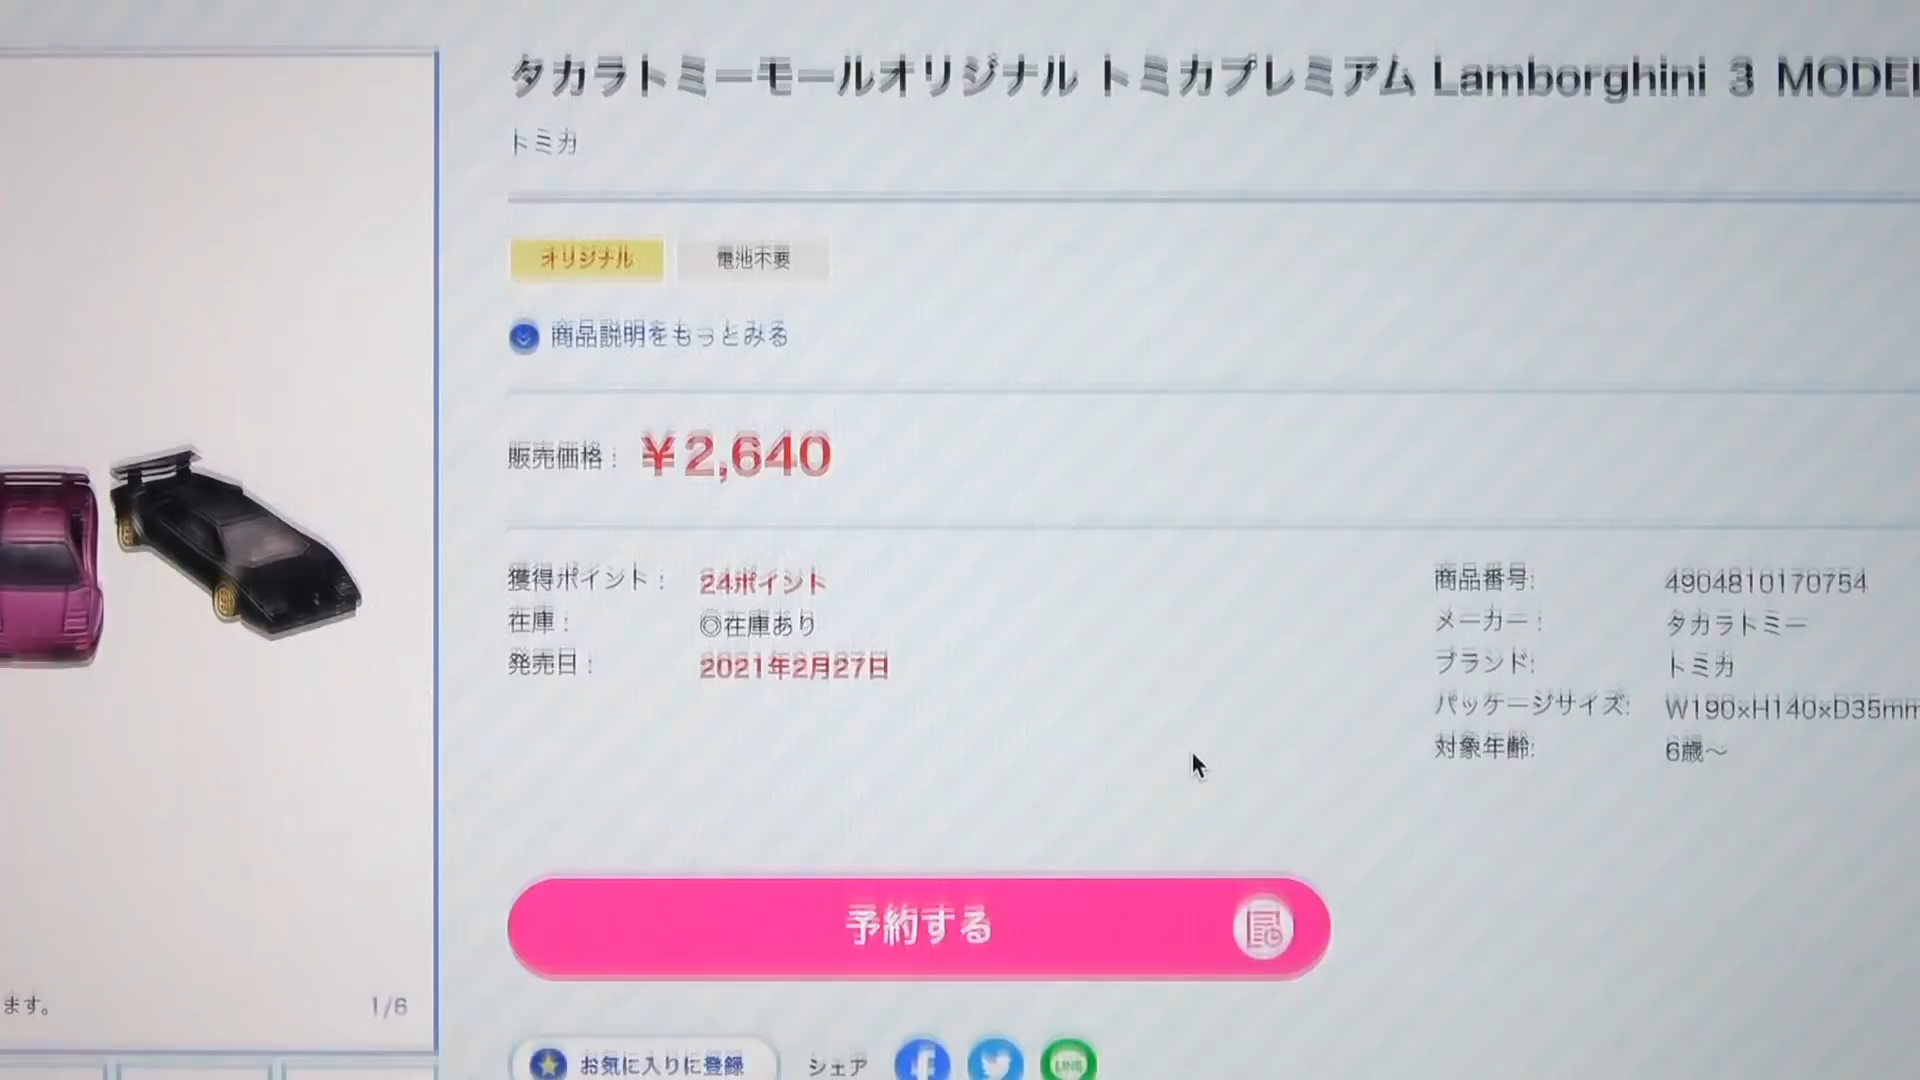 タカラトミーモールオリジナル トミカプレミアム Lamborghini 3 MODEL
トミカ
オリジナル
電池不要
商品説明をもっとみる
販売価格： ¥2,640
獲得ポイント： 24ポイント
在庫： ◎在庫あり
発売日： 2021年2月27日
商品番号: 4904810170754
メーカー： タカラトミー
ブランド: トミカ
パッケージサイズ: W190×H140×D35mm
対象年齢: 6歳～
予約する
ます。
1/6
お気に入りに登録
シェア
LINE